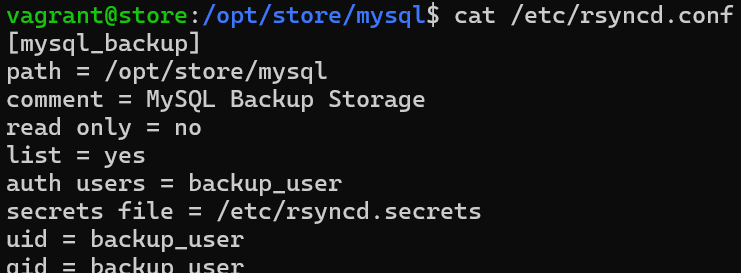 vagrant@store:/opt/store/mysql$ cat /etc/rsyncd.conf
[mysql_backup]
path = /opt/store/mysql
comment = MySQL Backup Storage
read only = no
list = yes
auth users = backup_user
secrets file = /etc/rsyncd.secrets
uid = backup_user
gid = backup_user